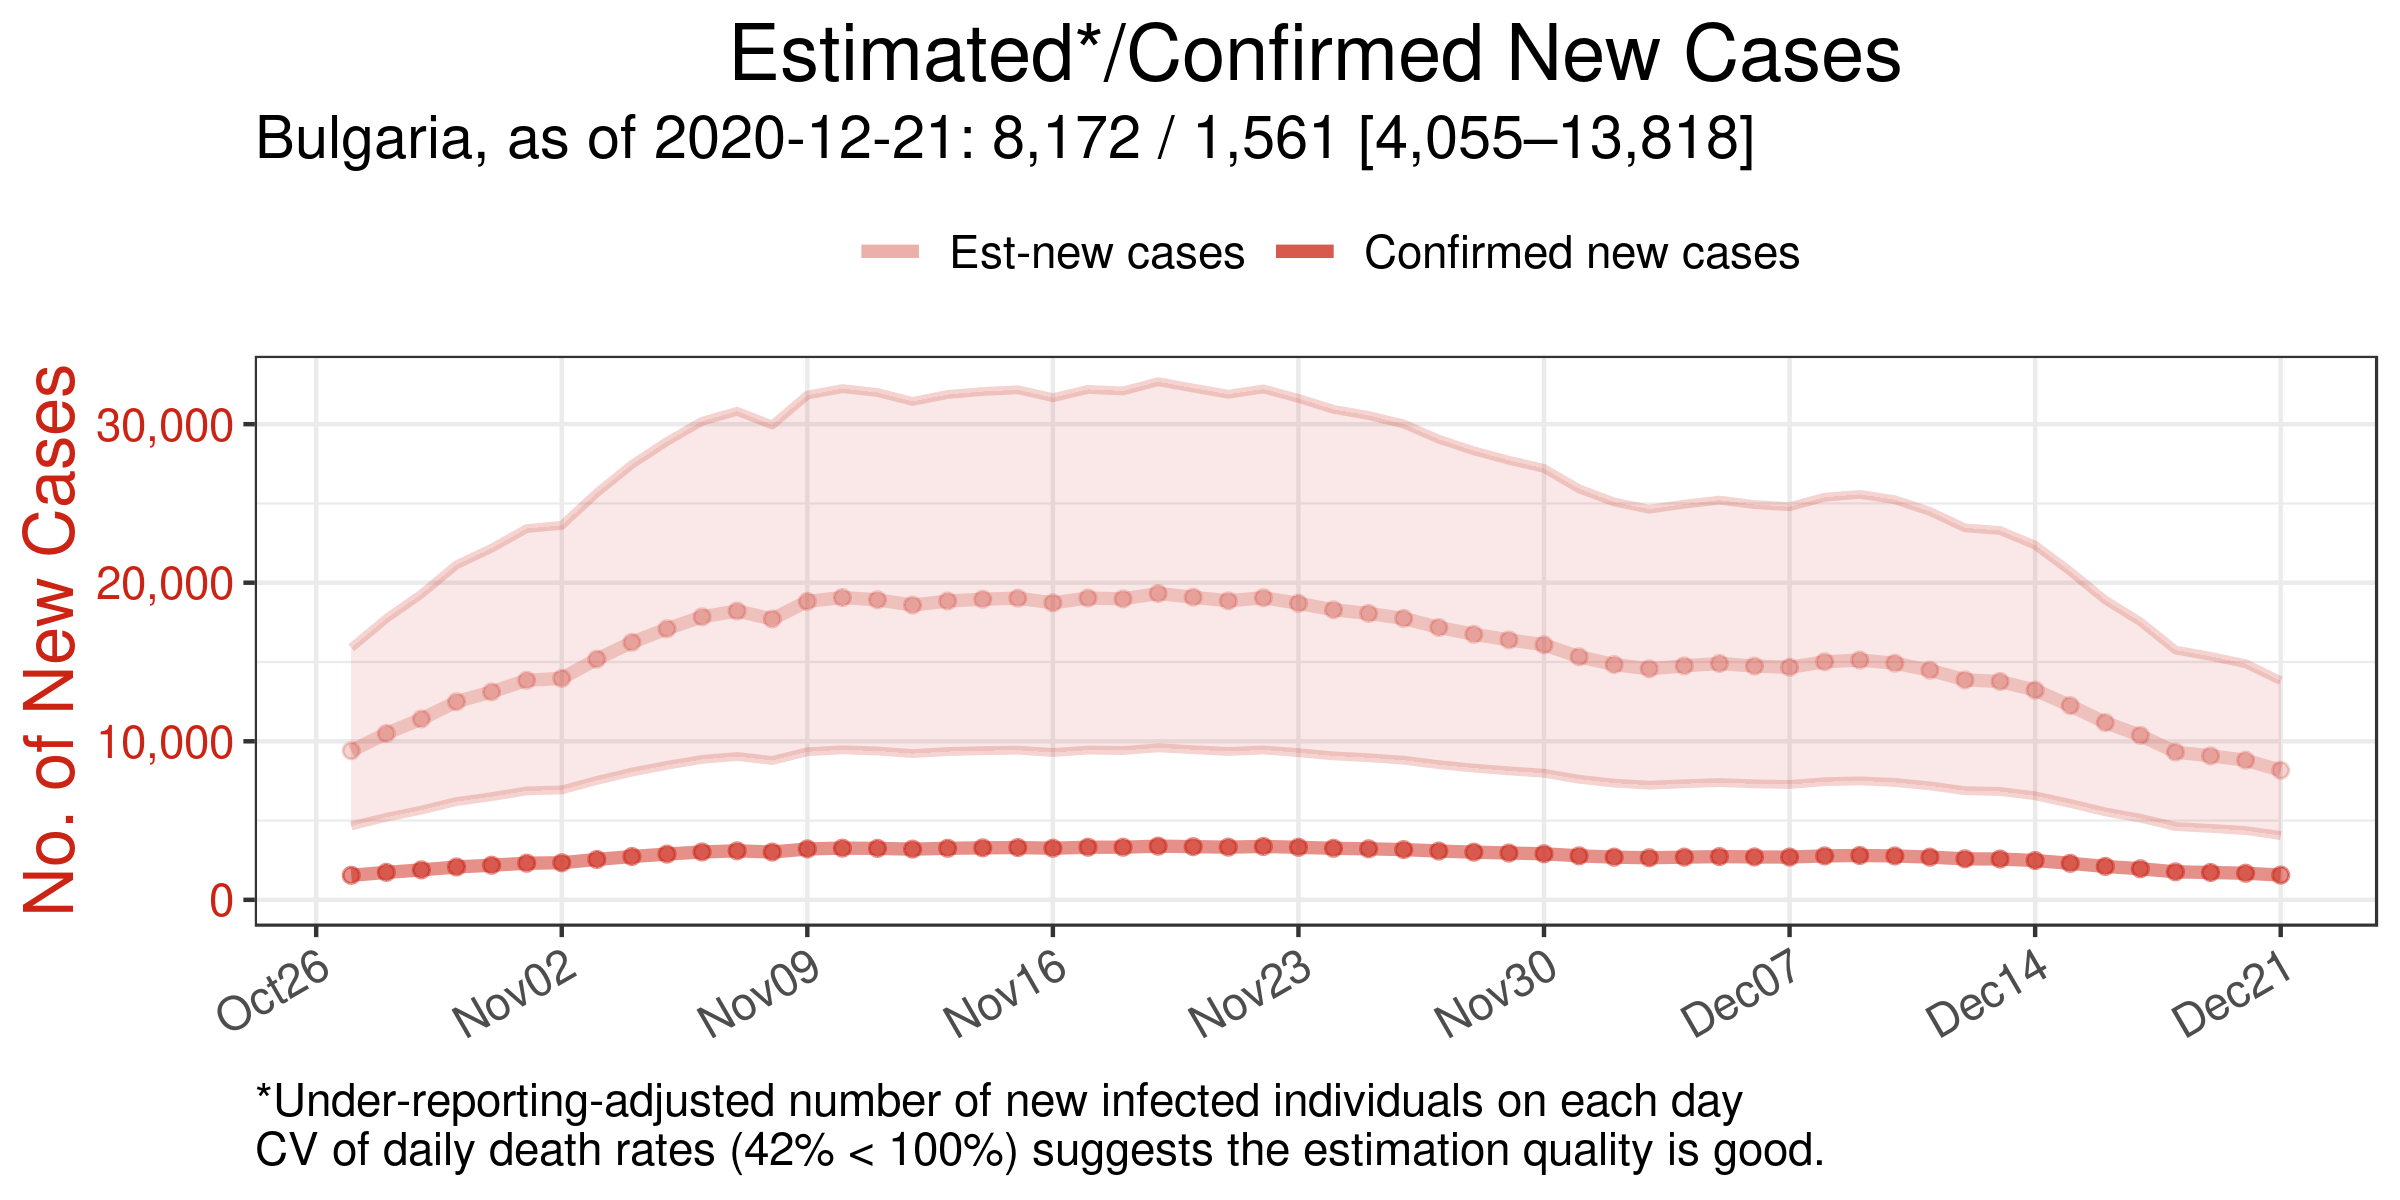 Estimated*/Confirmed New Cases
Bulgaria, as of 2020-12-21: 8,172 / 1,561 [4,055–13,818]
Est-new cases
Confirmed new cases
No. of New Cases
30,000
20,000
10,000
0
Oct26
Nov02
Nov09
Nov16
Nov23
Nov30
Dec07
Dec14
Dec21
*Under-reporting-adjusted number of new infected individuals on each day
CV of daily death rates (42% < 100%) suggests the estimation quality is good.